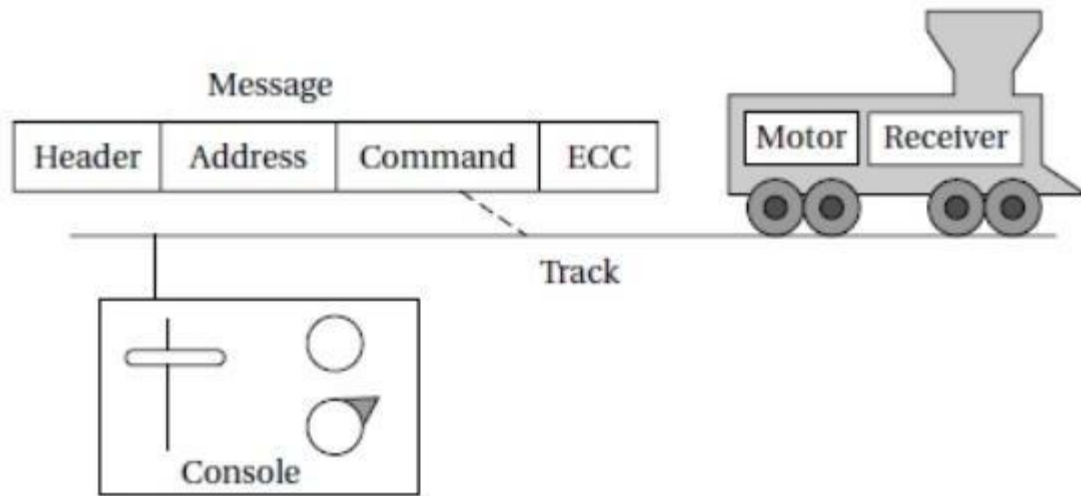 Message
Header Address Command ECC
Motor Receiver
Track
Console